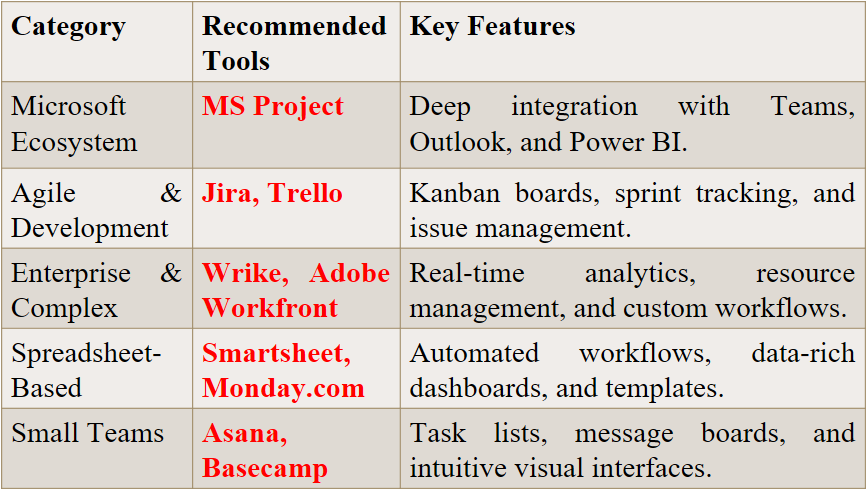 Category
Recommended
Tools
Key Features
Microsoft
Ecosystem
MS Project
Deep integration with Teams,
Outlook, and Power BI.
Agile &
Development
Jira, Trello
Kanban boards, sprint tracking, and
issue management.
Enterprise &
Complex
Wrike, Adobe
Workfront
Real-time analytics, resource
management, and custom workflows.
Spreadsheet-
Based
Smartsheet,
Monday.com
Automated workflows, data-rich
dashboards, and templates.
Small Teams
Asana,
Basecamp
Task lists, message boards, and
intuitive visual interfaces.